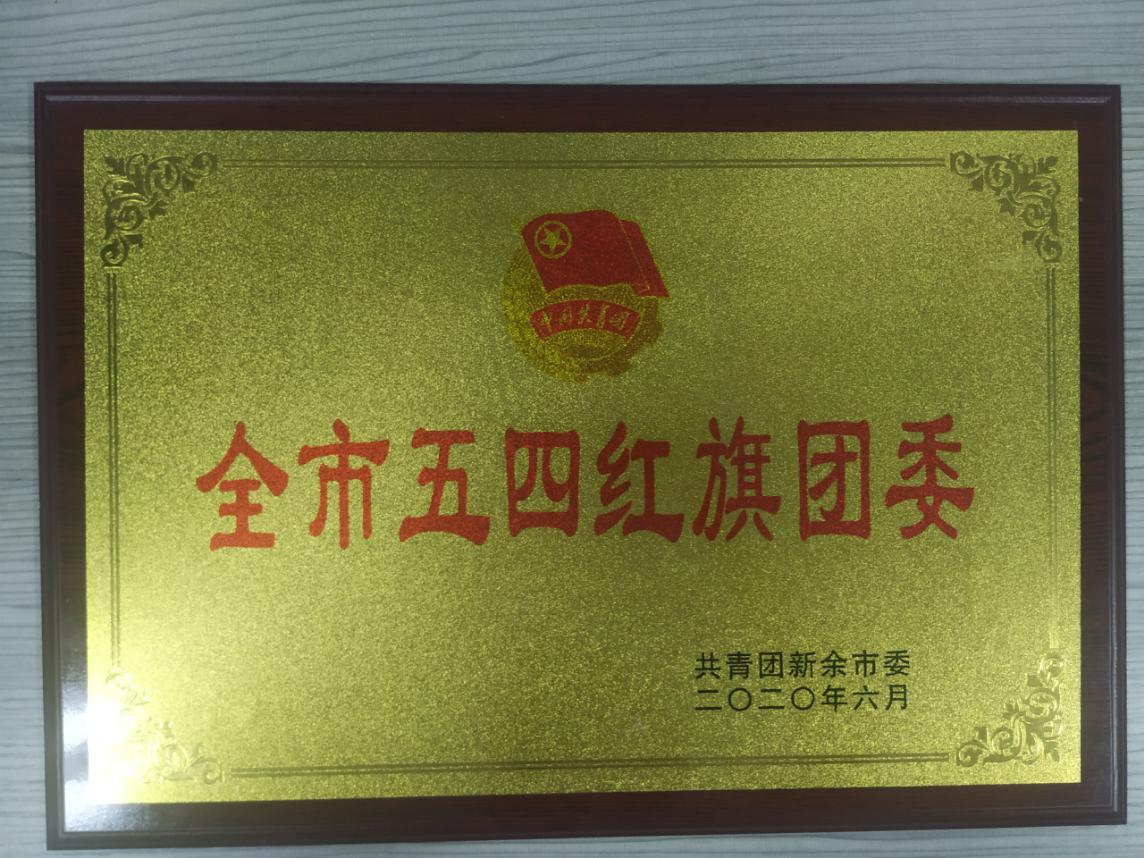 中国共青团
全市五四红旗团委
共青团新余市委
二〇二〇年六月